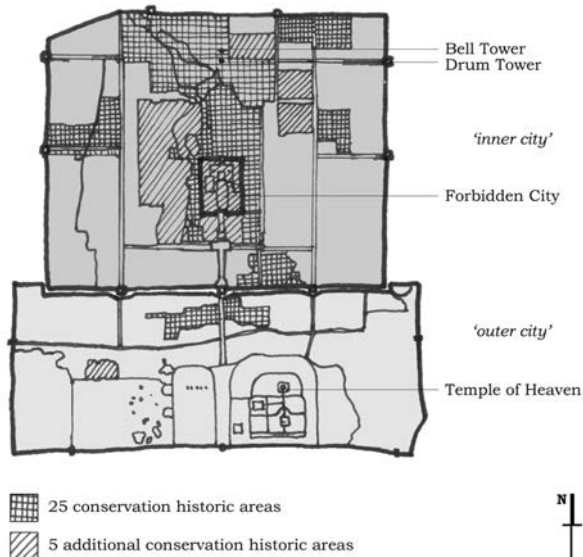 Bell Tower
Drum Tower
'inner city'
Forbidden City
'outer city'
Temple of Heaven
25 conservation historic areas
N
5 additional conservation historic areas